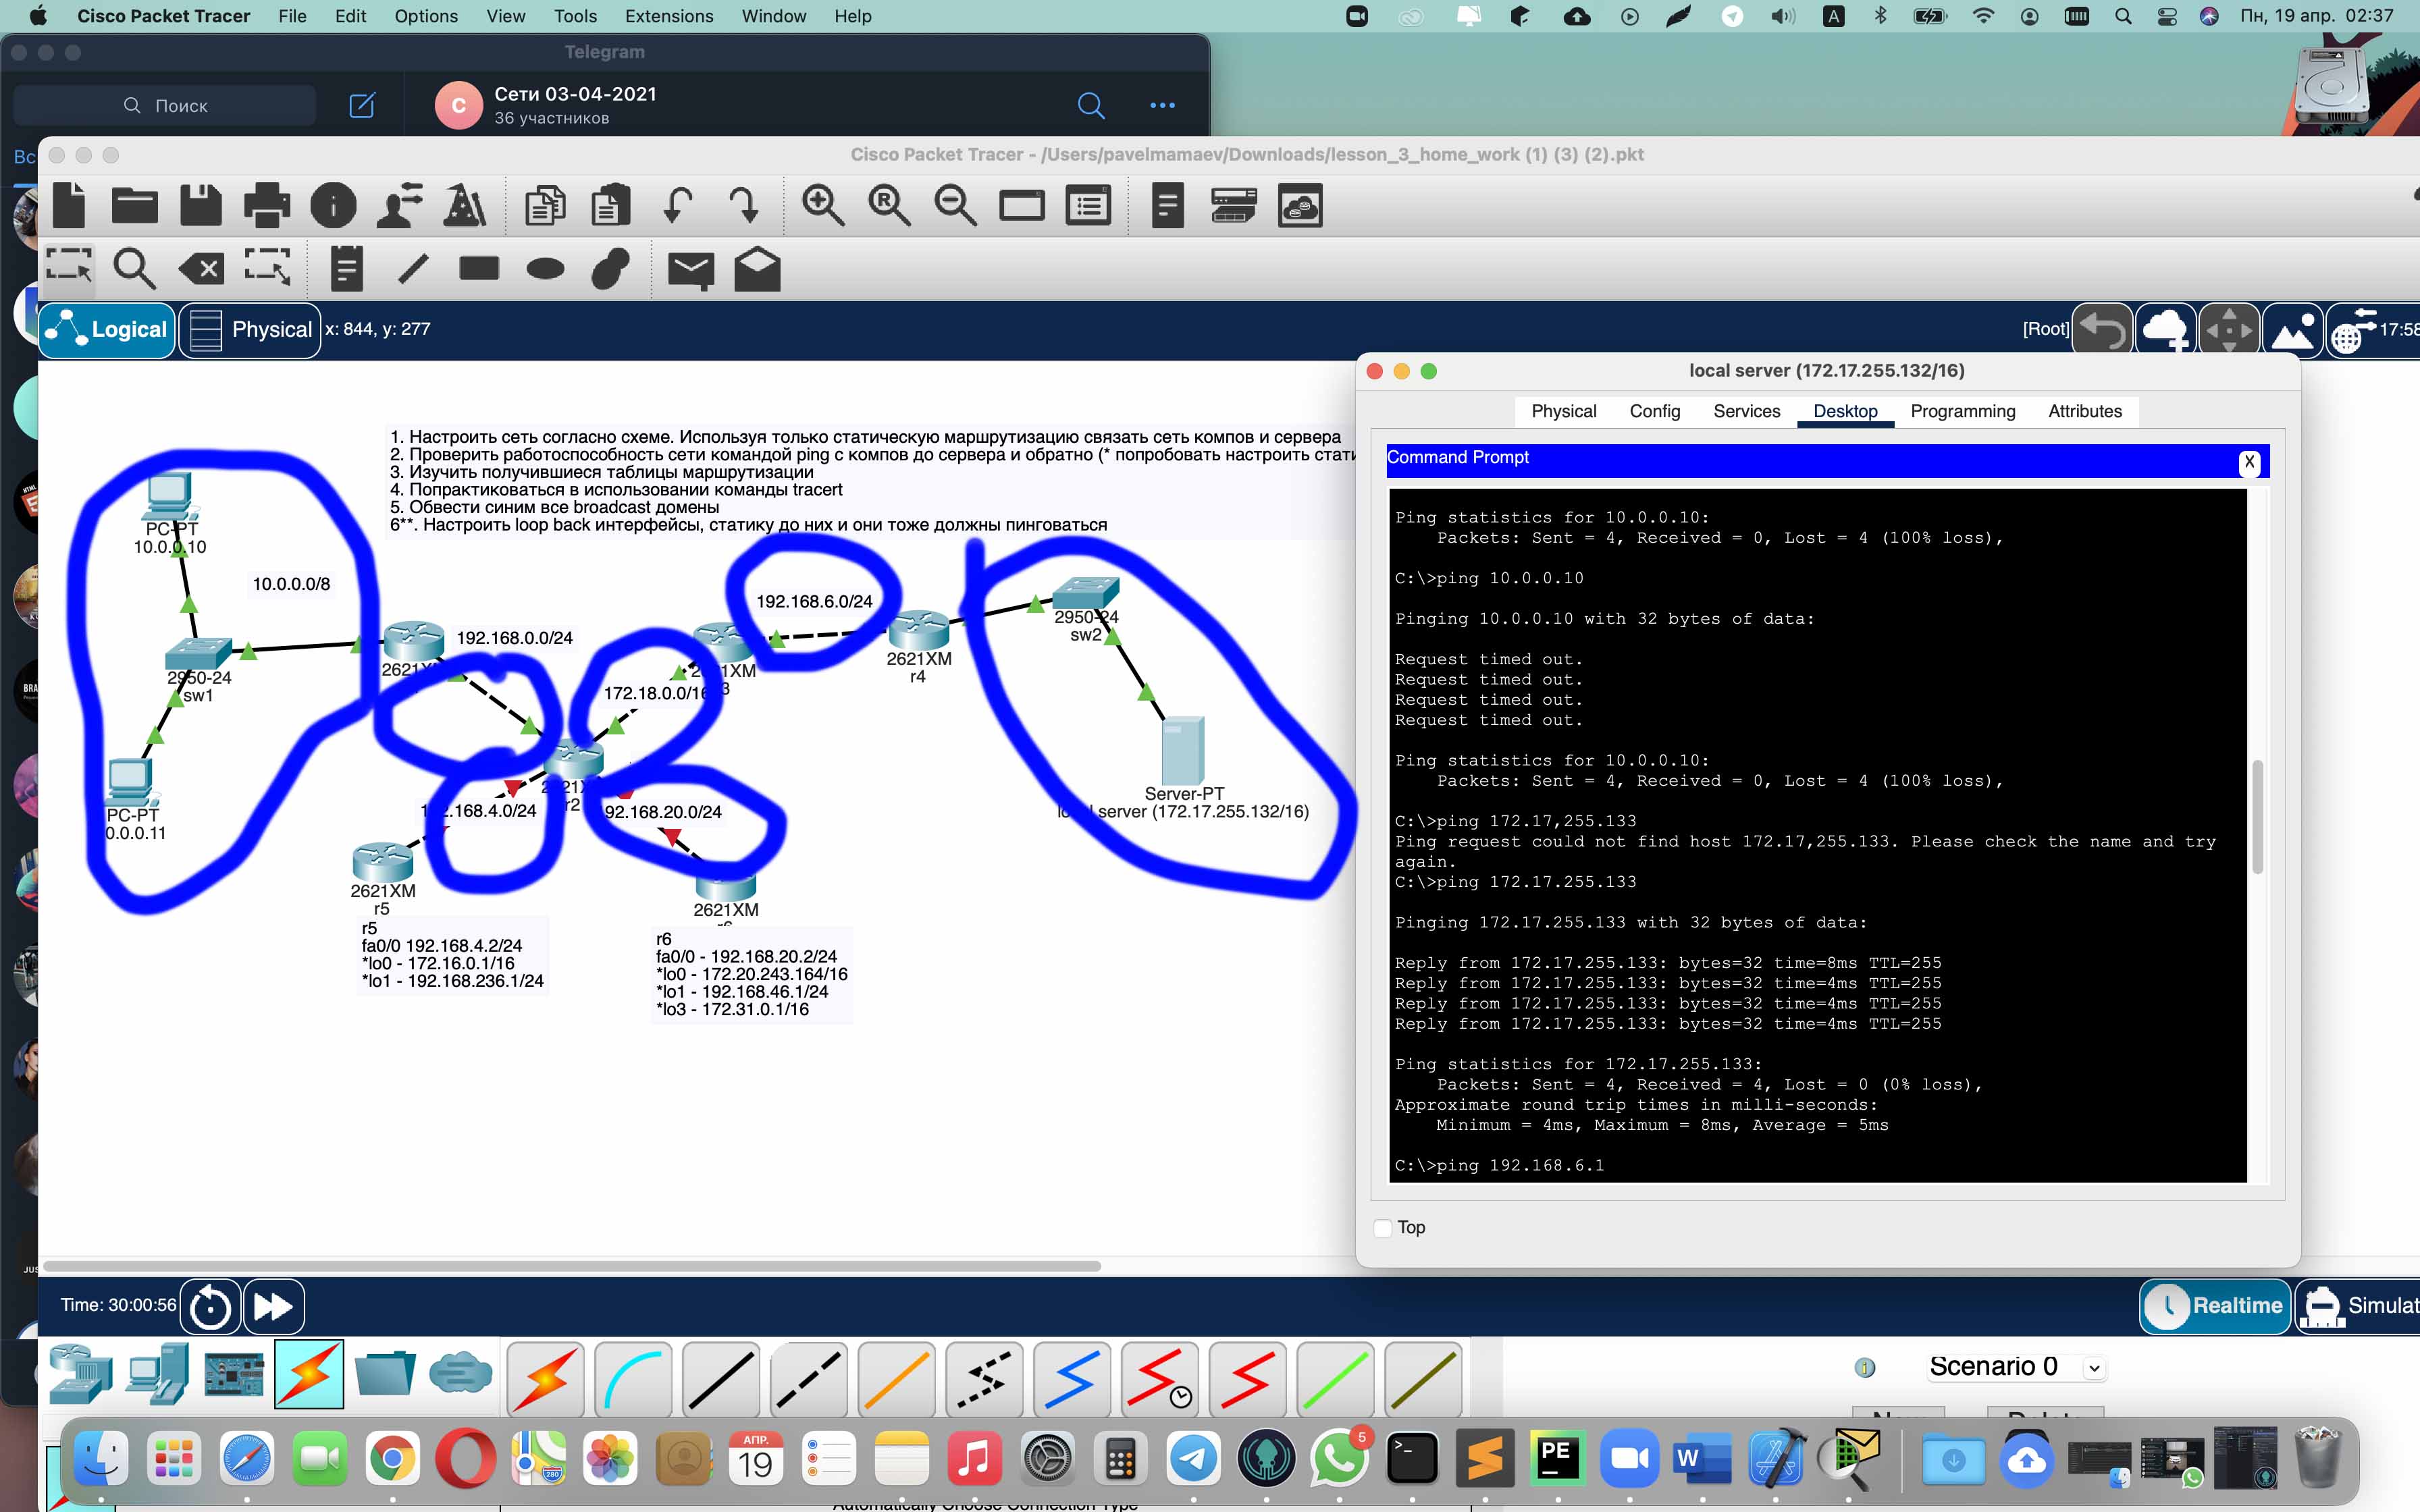 Cisco Packet Tracer File Edit Options View Tools Extensions Window Help
A
Пн, 19 апр. 02:37
Telegram
Поиск
С
Сети 03-04-2021
36 участников
Вс
Cisco Packet Tracer - /Users/pavelmamaev/Downloads/lesson_3_home_work (1) (3) (2).pkt
Logical
Physical
x: 844, y: 277
[Root]
17:58
1. Настроить сеть согласно схеме. Используя только статическую маршрутизацию связать сеть компов и сервера
2. Проверить работоспособность сети командой ping с компов до сервера и обратно (* попробовать настроить стати
3. Изучить получившиеся таблицы маршрутизации
4. Попрактиковаться в использовании команды tracert
5. Обвести синим все broadcast домены
6**. Настроить loop back интерфейсы, статику до них и они тоже должны пинговаться
PC-PT
10.0.0.10
10.0.0.0/8
2950-24
sw1
PC-PT
0.0.0.11
192.168.0.0/24
172.18.0.0/16
192.168.6.0/24
2621XM
r4
2950-24
sw2
Server-PT
local server (172.17.255.132/16)
r2
192.168.4.0/24
92.168.20.0/24
2621XM
r5
r5
fa0/0 192.168.4.2/24
*lo0 - 172.16.0.1/16
*lo1 - 192.168.236.1/24
2621XM
r6
fa0/0 - 192.168.20.2/24
*lo0 - 172.20.243.164/16
*lo1 - 192.168.46.1/24
*lo3 - 172.31.0.1/16
local server (172.17.255.132/16)
Physical Config Services Desktop Programming Attributes
Command Prompt
X
Ping statistics for 10.0.0.10:
Packets: Sent = 4, Received = 0, Lost = 4 (100% loss),
C:\>ping 10.0.0.10
Pinging 10.0.0.10 with 32 bytes of data:
Request timed out.
Request timed out.
Request timed out.
Request timed out.
Ping statistics for 10.0.0.10:
Packets: Sent = 4, Received = 0, Lost = 4 (100% loss),
C:\>ping 172.17,255.133
Ping request could not find host 172.17,255.133. Please check the name and try
again.
C:\>ping 172.17.255.133
Pinging 172.17.255.133 with 32 bytes of data:
Reply from 172.17.255.133: bytes=32 time=8ms TTL=255
Reply from 172.17.255.133: bytes=32 time=4ms TTL=255
Reply from 172.17.255.133: bytes=32 time=4ms TTL=255
Reply from 172.17.255.133: bytes=32 time=4ms TTL=255
Ping statistics for 172.17.255.133:
Packets: Sent = 4, Received = 4, Lost = 0 (0% loss),
Approximate round trip times in milli-seconds:
Minimum = 4ms, Maximum = 8ms, Average = 5ms
C:\>ping 192.168.6.1
Top
Time: 30:00:56
Realtime
Simulat
Scenario 0
АПР.
19
5
PE
W
280
Automatically Choose Connection Type